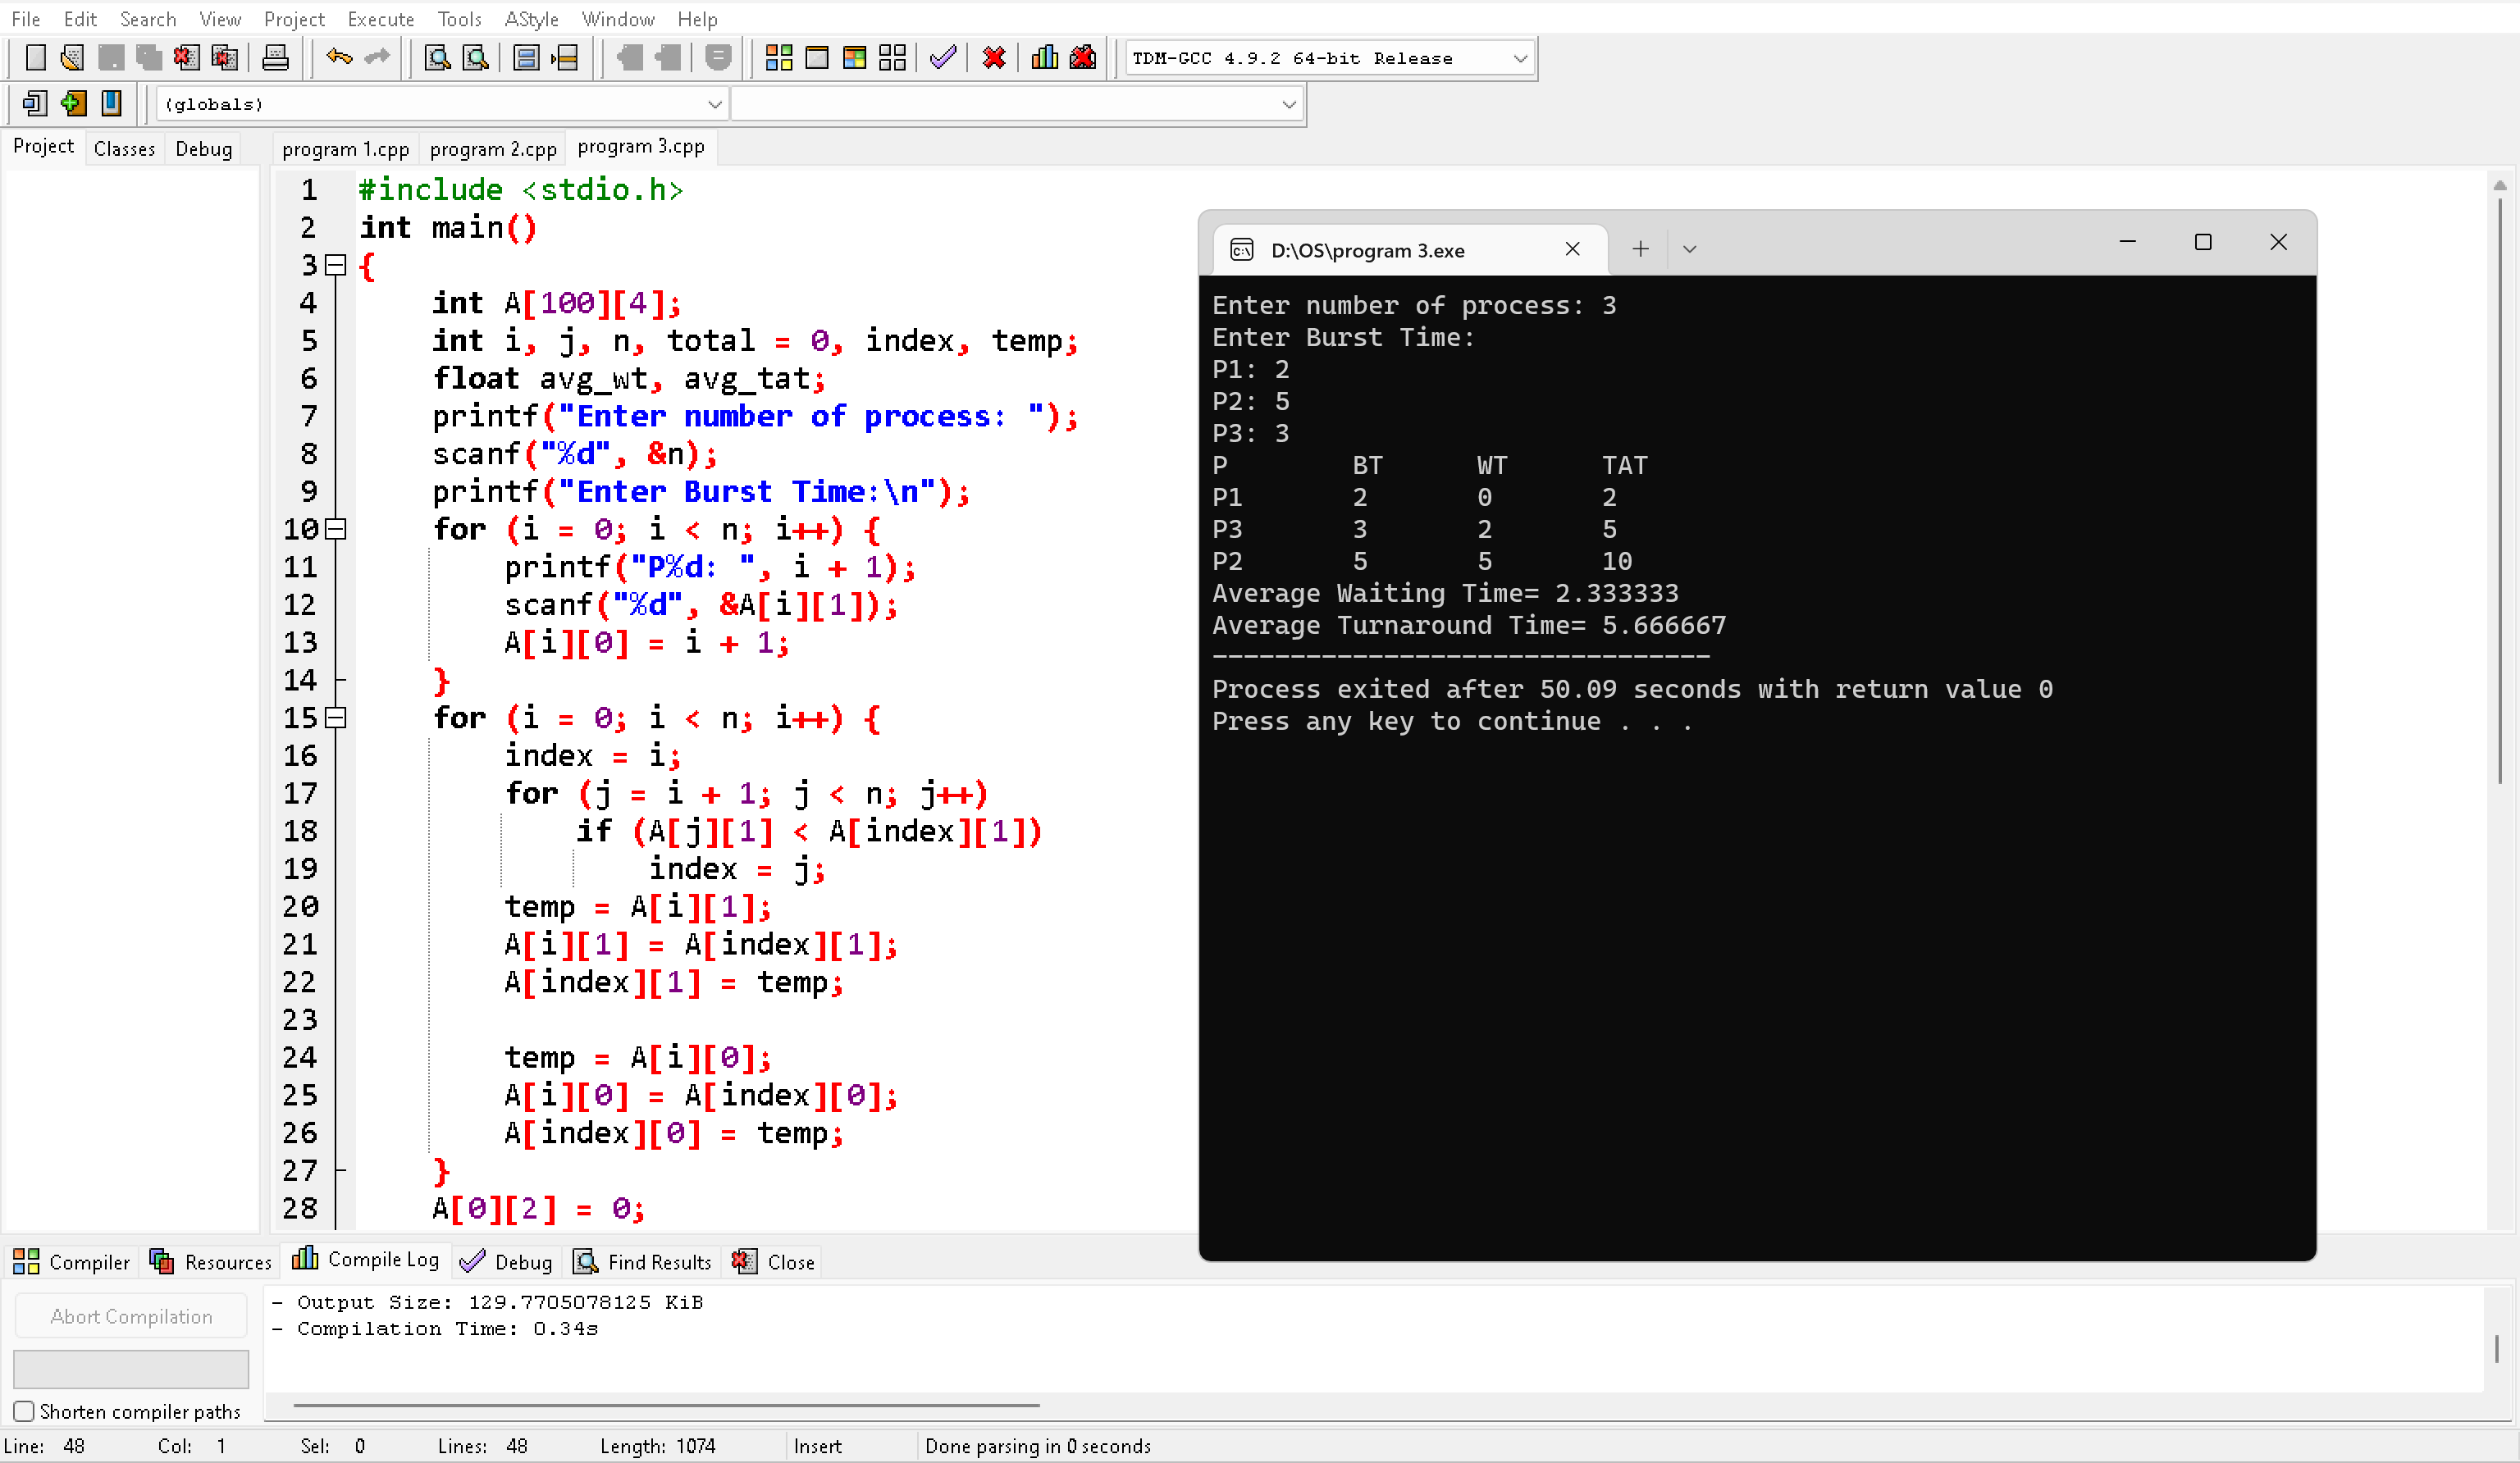 File Edit Search View Project Execute Tools AStyle Window Help
TDM-GCC 4.9.2 64-bit Release
(globals)
Project Classes Debug
program 1.cpp program 2.cpp program 3.cpp
1 #include <stdio.h>
2 int main()
3 {
4 int A[100][4];
5 int i, j, n, total = 0, index, temp;
6 float avg_wt, avg_tat;
7 printf("Enter number of process: ");
8 scanf("%d", &n);
9 printf("Enter Burst Time:\n");
10 for (i = 0; i < n; i++) {
11 printf("P%d: ", i + 1);
12 scanf("%d", &A[i][1]);
13 A[i][0] = i + 1;
14 }
15 for (i = 0; i < n; i++) {
16 index = i;
17 for (j = i + 1; j < n; j++)
18 if (A[j][1] < A[index][1])
19 index = j;
20 temp = A[i][1];
21 A[i][1] = A[index][1];
22 A[index][1] = temp;
23
24 temp = A[i][0];
25 A[i][0] = A[index][0];
26 A[index][0] = temp;
27 }
28 A[0][2] = 0;
D:\OS\program 3.exe
Enter number of process: 3
Enter Burst Time:
P1: 2
P2: 5
P3: 3
P BT WT TAT
P1 2 0 2
P3 3 2 5
P2 5 5 10
Average Waiting Time= 2.333333
Average Turnaround Time= 5.666667
--------------------------------
Process exited after 50.09 seconds with return value 0
Press any key to continue . . .
Compiler Resources Compile Log Debug Find Results Close
Abort Compilation
Shorten compiler paths
- Output Size: 129.7705078125 KiB
- Compilation Time: 0.34s
Line: 48 Col: 1 Sel: 0 Lines: 48 Length: 1074 Insert Done parsing in 0 seconds